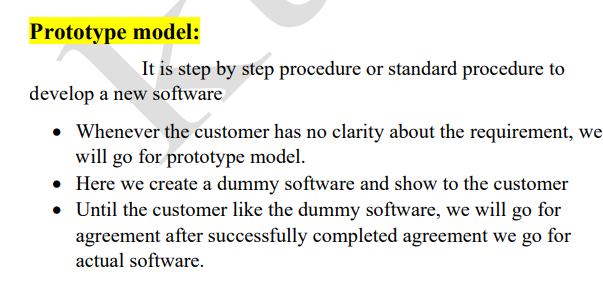 Prototype model:
It is step by step procedure or standard procedure to
develop a new software
• Whenever the customer has no clarity about the requirement, we
will go for prototype model.
• Here we create a dummy software and show to the customer
• Until the customer like the dummy software, we will go for
agreement after successfully completed agreement we go for
actual software.